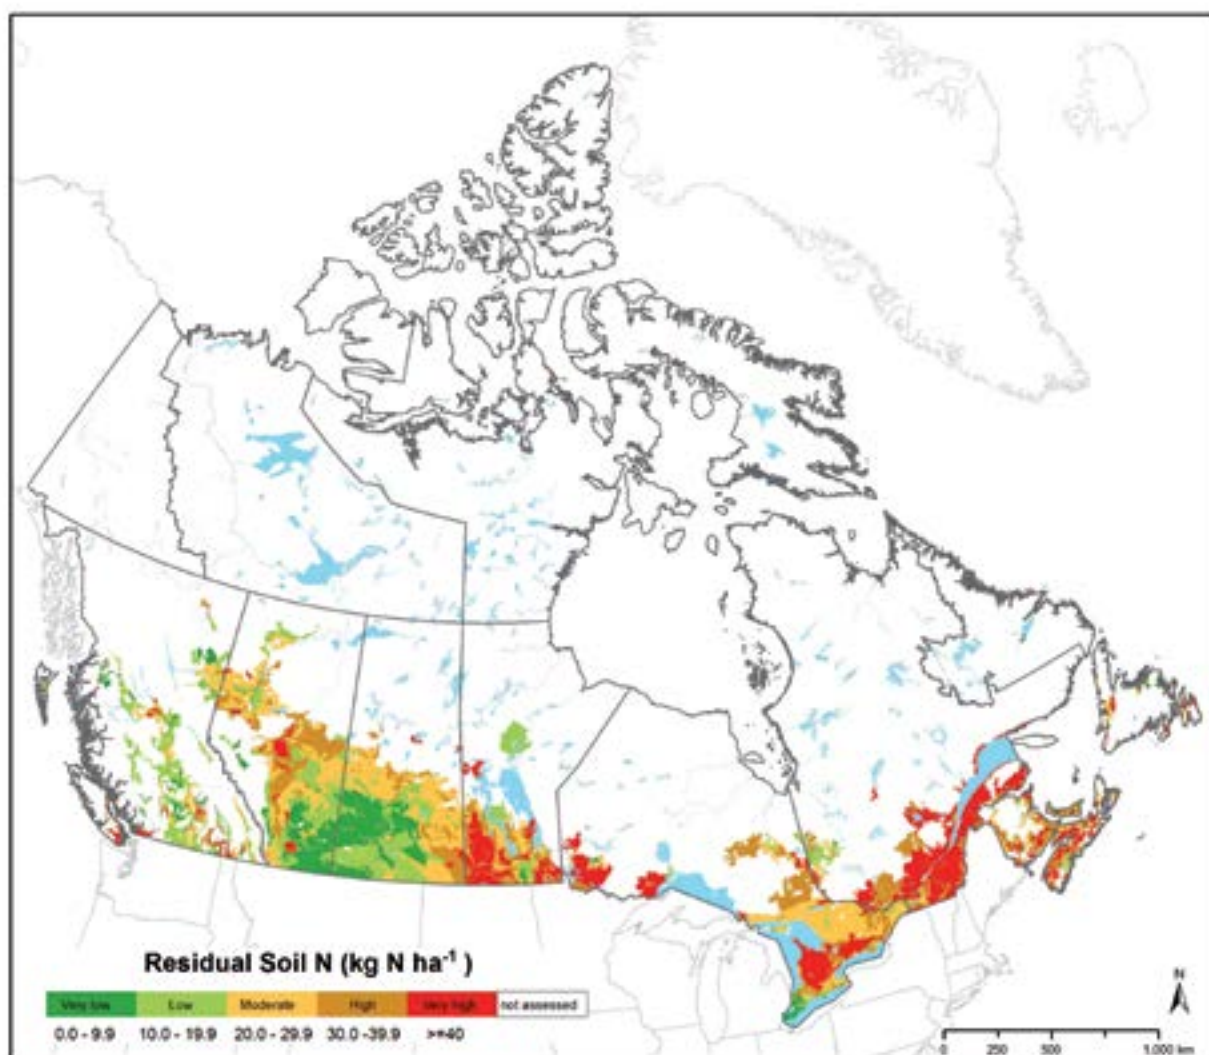 Residual Soil N (kg N ha-1 )
Very low Low Moderate High Very high not assessed
0.0 - 9.9 10.0 - 19.9 20.0 - 29.9 30.0 -39.9 >=40
N
0 250 500 1,000 km